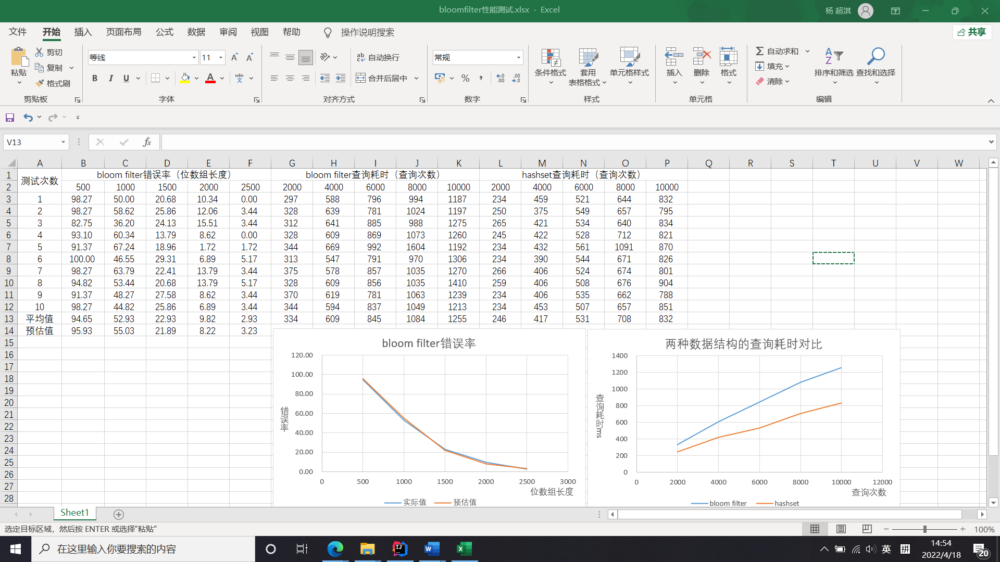 bloomfilter性能测试.xlsx - Excel
杨 超淇
文件 开始 插入 页面布局 公式 数据 审阅 视图 帮助 操作说明搜索 共享
粘贴 剪切 复制 格式刷 剪贴板
等线 11 B I U A 字体
自动换行 合并后居中 对齐方式
常规 % 数字
条件格式 套用表格格式 单元格样式 样式
插入 删除 格式 单元格
自动求和 填充 清除 排序和筛选 查找和选择 编辑
V13 fx
A B C D E F G H I J K L M N O P Q R S T U V W
1 测试次数 bloom filter错误率（位数组长度） bloom filter查询耗时（查询次数） hashset查询耗时（查询次数）
2 500 1000 1500 2000 2500 2000 4000 6000 8000 10000 2000 4000 6000 8000 10000
3 1 98.27 50.00 20.68 10.34 0.00 297 588 796 994 1187 234 459 521 644 832
4 2 98.27 58.62 25.86 12.06 3.44 328 639 781 1024 1197 250 375 549 657 795
5 3 82.75 36.20 24.13 15.51 3.44 312 641 885 988 1275 265 421 534 640 834
6 4 93.10 60.34 13.79 8.62 0.00 328 609 869 1073 1260 245 422 528 712 821
7 5 91.37 67.24 18.96 1.72 1.72 344 669 992 1604 1192 234 432 561 1091 870
8 6 100.00 46.55 29.31 6.89 5.17 313 547 791 970 1306 234 390 544 671 826
9 7 98.27 63.79 22.41 13.79 3.44 375 578 857 1035 1270 266 406 524 674 801
10 8 94.82 53.44 20.68 13.79 5.17 328 609 856 1035 1410 259 406 508 676 904
11 9 91.37 48.27 27.58 8.62 3.44 370 619 781 1063 1239 234 406 535 662 788
12 10 98.27 44.82 25.86 6.89 3.44 344 594 837 1049 1213 234 453 507 657 851
13 平均值 94.65 52.93 22.93 9.82 2.93 334 609 845 1084 1255 246 417 531 708 832
14 预估值 95.93 55.03 21.89 8.22 3.23
15
16
17
18
19
20
21
22
23
24
25
26
27
28
bloom filter错误率
120.00
100.00
80.00
60.00
40.00
20.00
0.00
错误率
0 500 1000 1500 2000 2500 3000
位数组长度
实际值 预估值
两种数据结构的查询耗时对比
1400
1200
1000
800
600
400
200
0
查询耗时ms
0 2000 4000 6000 8000 10000 12000
查询次数
bloom filter hashset
Sheet1
选定目标区域，然后按 ENTER 或选择“粘贴”
100%
在这里输入你要搜索的内容
英 拼
14:54
2022/4/18
20